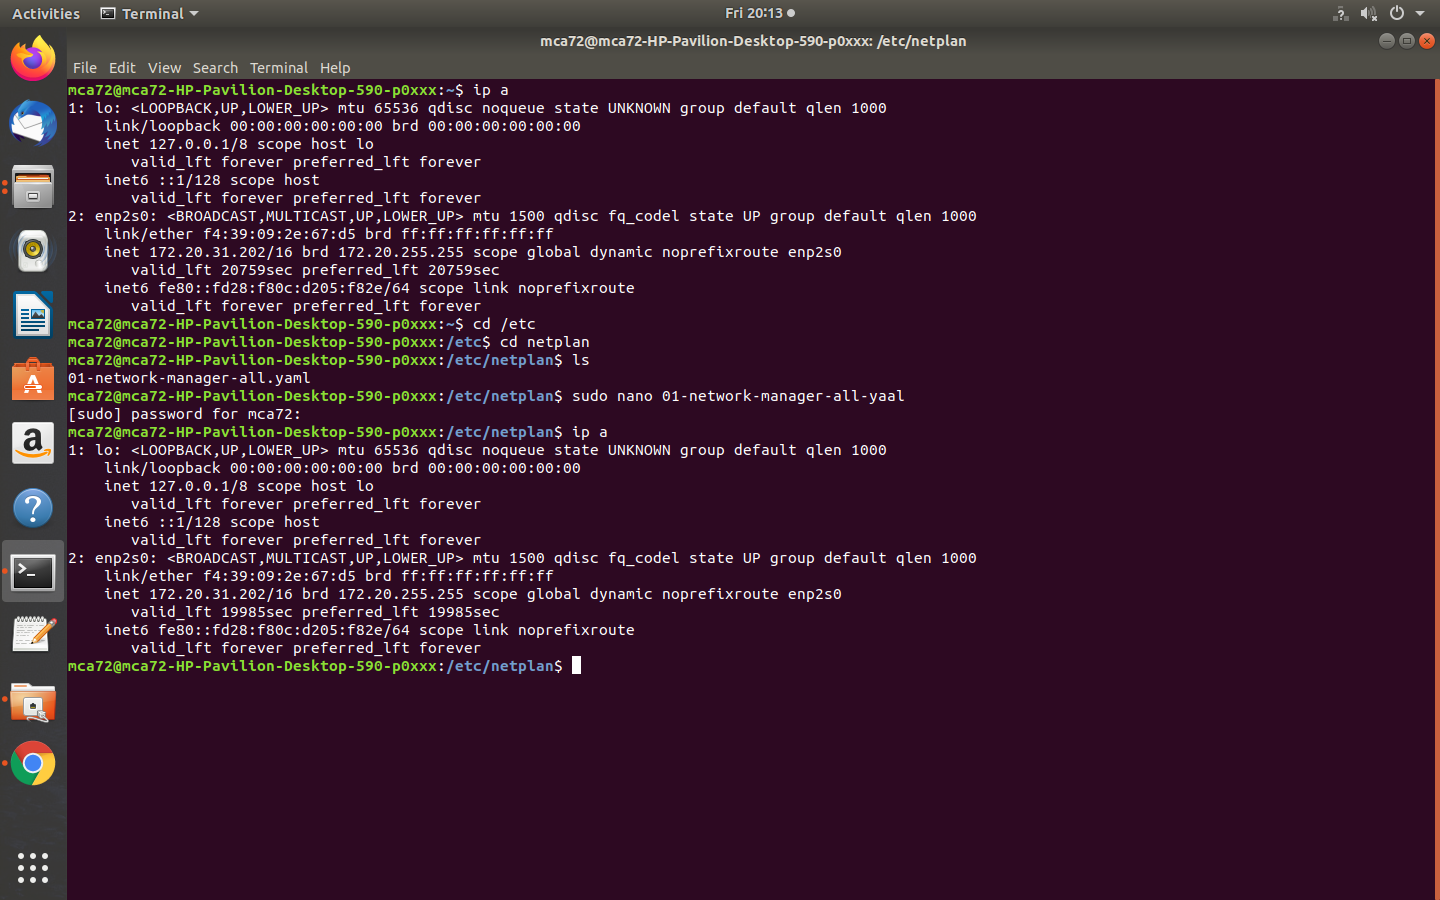 Activities Terminal Fri 20:13
mca72@mca72-HP-Pavilion-Desktop-590-p0xxx: /etc/netplan
File Edit View Search Terminal Help
mca72@mca72-HP-Pavilion-Desktop-590-p0xxx:~$ ip a
1: lo: <LOOPBACK,UP,LOWER_UP> mtu 65536 qdisc noqueue state UNKNOWN group default qlen 1000
    link/loopback 00:00:00:00:00:00 brd 00:00:00:00:00:00
    inet 127.0.0.1/8 scope host lo
       valid_lft forever preferred_lft forever
    inet6 ::1/128 scope host
       valid_lft forever preferred_lft forever
2: enp2s0: <BROADCAST,MULTICAST,UP,LOWER_UP> mtu 1500 qdisc fq_codel state UP group default qlen 1000
    link/ether f4:39:09:2e:67:d5 brd ff:ff:ff:ff:ff:ff
    inet 172.20.31.202/16 brd 172.20.255.255 scope global dynamic noprefixroute enp2s0
       valid_lft 20759sec preferred_lft 20759sec
    inet6 fe80::fd28:f80c:d205:f82e/64 scope link noprefixroute
       valid_lft forever preferred_lft forever
mca72@mca72-HP-Pavilion-Desktop-590-p0xxx:~$ cd /etc
mca72@mca72-HP-Pavilion-Desktop-590-p0xxx:/etc$ cd netplan
mca72@mca72-HP-Pavilion-Desktop-590-p0xxx:/etc/netplan$ ls
01-network-manager-all.yaml
mca72@mca72-HP-Pavilion-Desktop-590-p0xxx:/etc/netplan$ sudo nano 01-network-manager-all-yaal
[sudo] password for mca72:
mca72@mca72-HP-Pavilion-Desktop-590-p0xxx:/etc/netplan$ ip a
1: lo: <LOOPBACK,UP,LOWER_UP> mtu 65536 qdisc noqueue state UNKNOWN group default qlen 1000
    link/loopback 00:00:00:00:00:00 brd 00:00:00:00:00:00
    inet 127.0.0.1/8 scope host lo
       valid_lft forever preferred_lft forever
    inet6 ::1/128 scope host
       valid_lft forever preferred_lft forever
2: enp2s0: <BROADCAST,MULTICAST,UP,LOWER_UP> mtu 1500 qdisc fq_codel state UP group default qlen 1000
    link/ether f4:39:09:2e:67:d5 brd ff:ff:ff:ff:ff:ff
    inet 172.20.31.202/16 brd 172.20.255.255 scope global dynamic noprefixroute enp2s0
       valid_lft 19985sec preferred_lft 19985sec
    inet6 fe80::fd28:f80c:d205:f82e/64 scope link noprefixroute
       valid_lft forever preferred_lft forever
mca72@mca72-HP-Pavilion-Desktop-590-p0xxx:/etc/netplan$